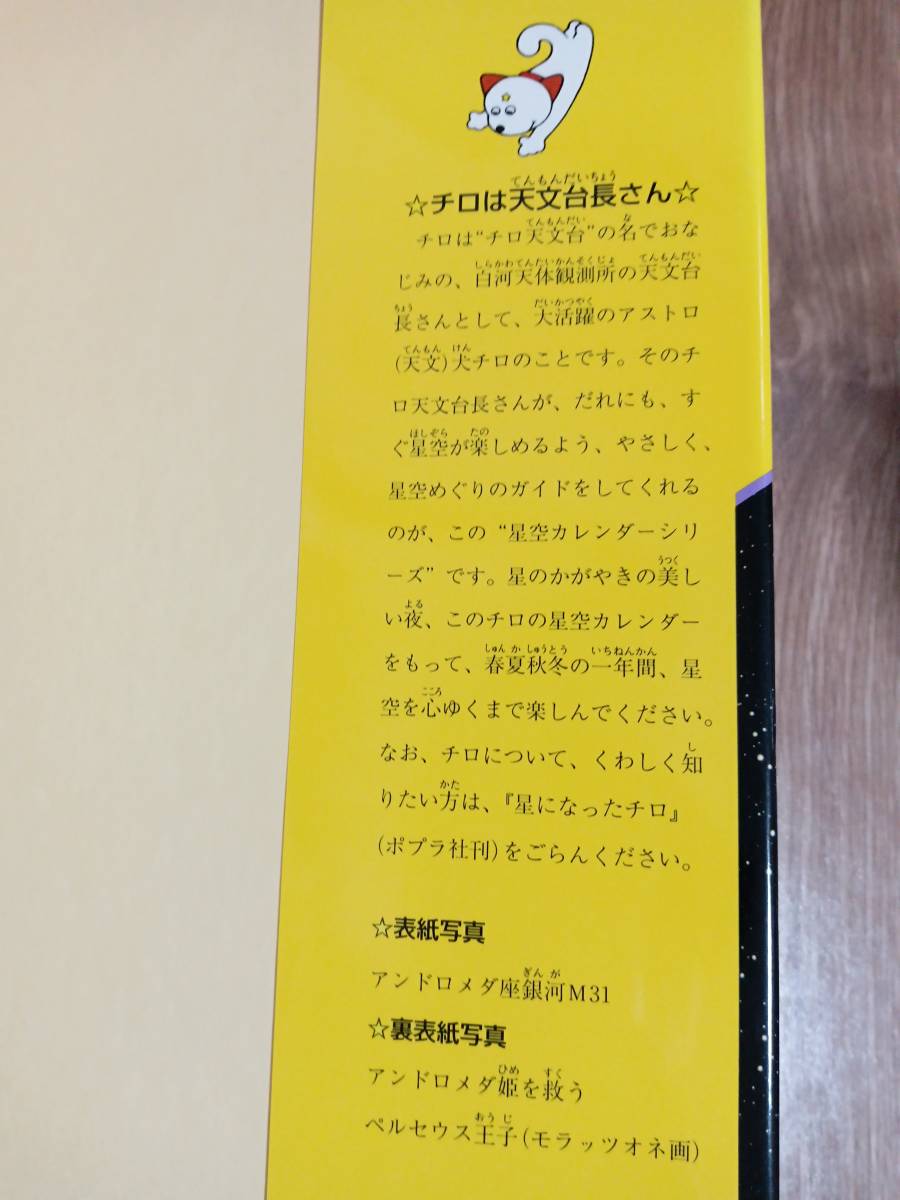 ☆チロは天文台長さん☆
チロは“チロ天文台”の名でおな
じみの、白河天体観測所の天文台
長さんとして、大活躍のアストロ
(天文)犬チロのことです。そのチ
ロ天文台長さんが、だれにも、す
ぐ星空が楽しめるよう、やさしく、
星空めぐりのガイドをしてくれる
のが、この“星空カレンダーシリ
ーズ”です。星のかがやきの美し
い夜、このチロの星空カレンダー
をもって、春夏秋冬の一年間、星
空を心ゆくまで楽しんでください。
なお、チロについて、くわしく知
りたい方は、『星になったチロ』
(ポプラ社刊)をごらんください。
☆表紙写真
アンドロメダ座銀河M31
☆裏表紙写真
アンドロメダ姫を救う
ペルセウス王子(モラッツオネ画)